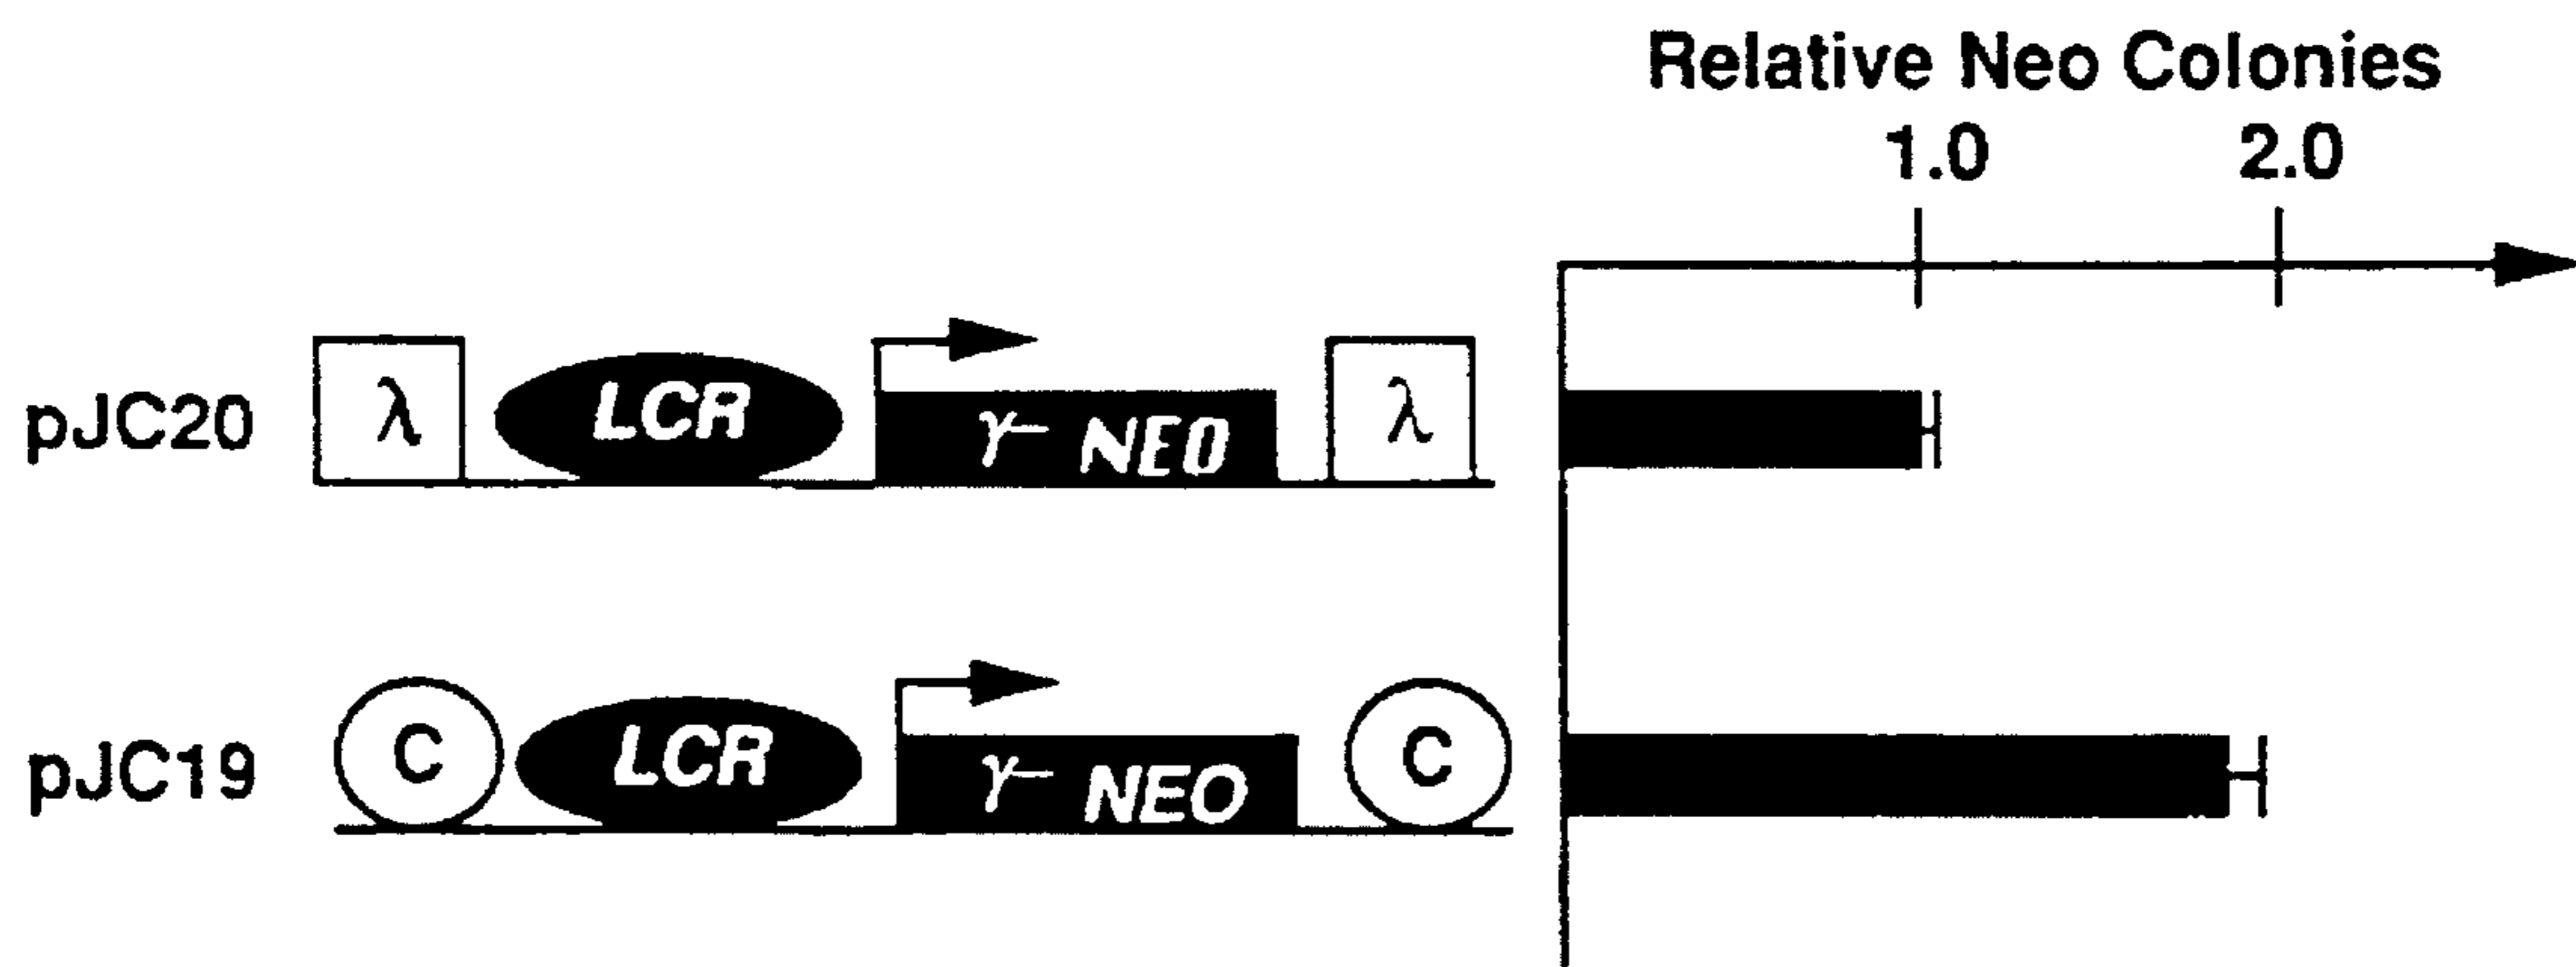 Relative Neo Colonies
1.0 2.0
pJC20 λ LCR γ- NEO λ
pJC19 C LCR γ- NEO C